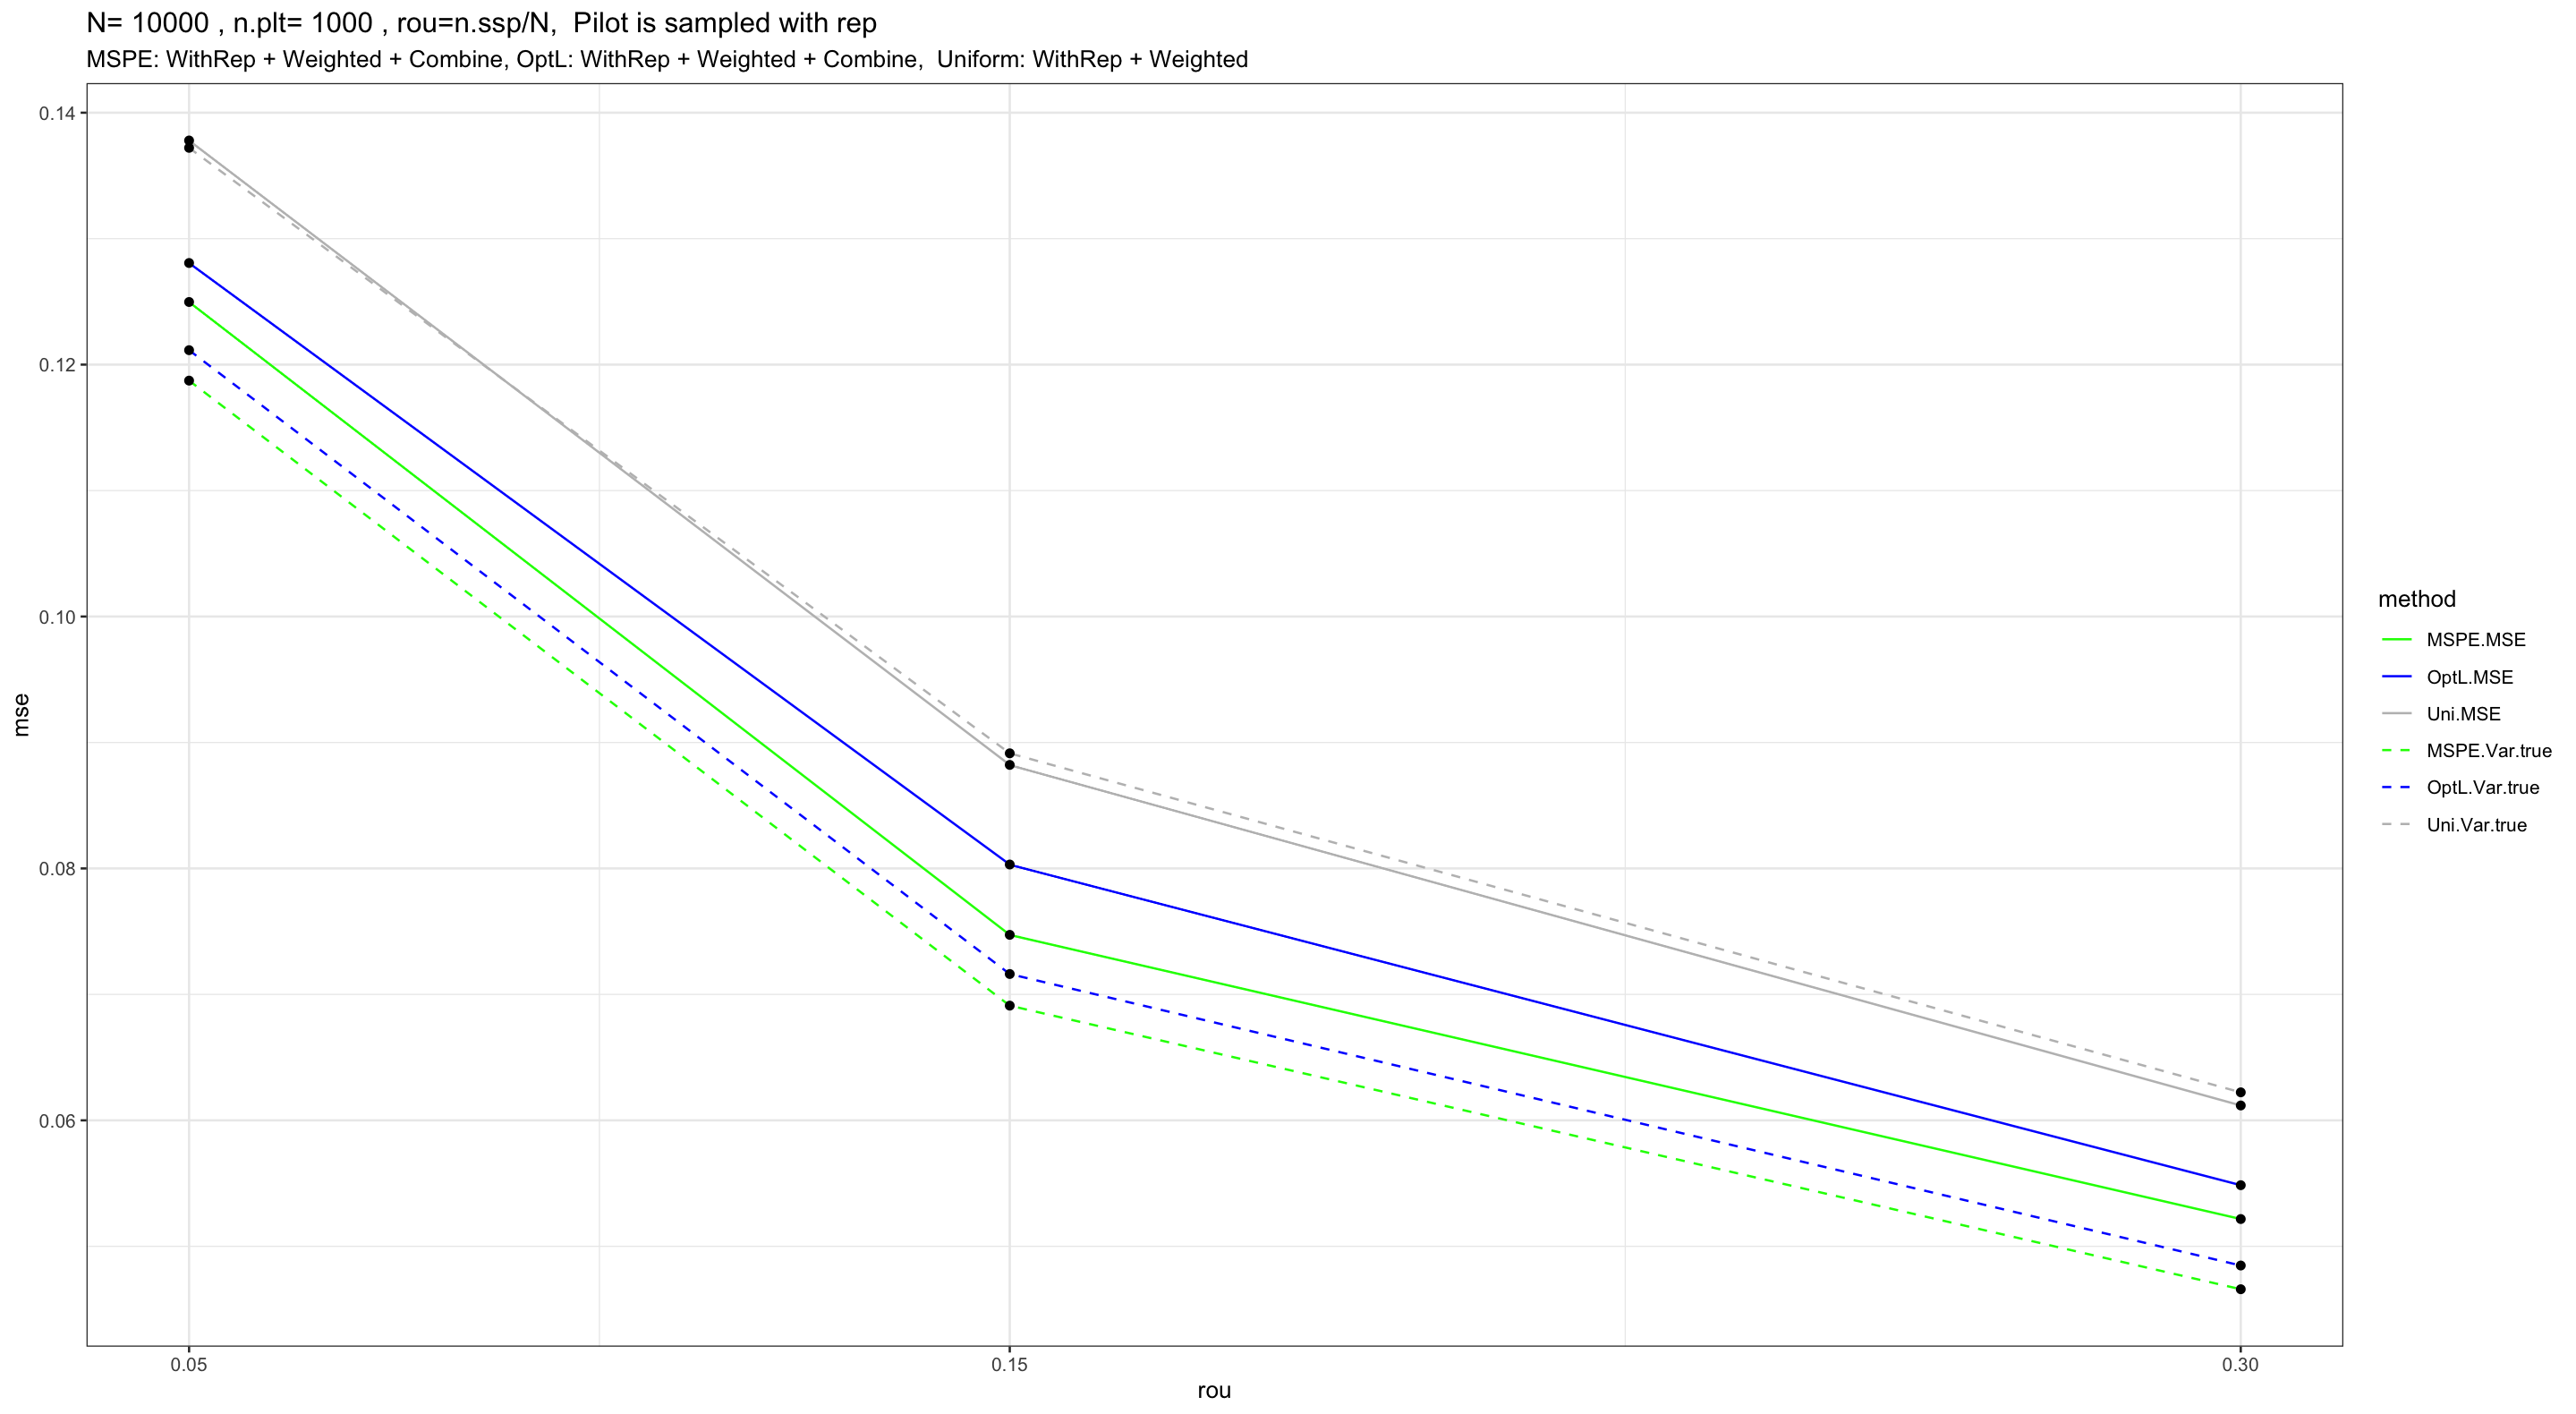 N= 10000 , n.plt= 1000 , rou=n.ssp/N,  Pilot is sampled with rep
MSPE: WithRep + Weighted + Combine, OptL: WithRep + Weighted + Combine,  Uniform: WithRep + Weighted
0.14
0.12
0.10
0.08
0.06
mse
0.05
0.15
0.30
rou
method
MSPE.MSE
OptL.MSE
Uni.MSE
MSPE.Var.true
OptL.Var.true
Uni.Var.true